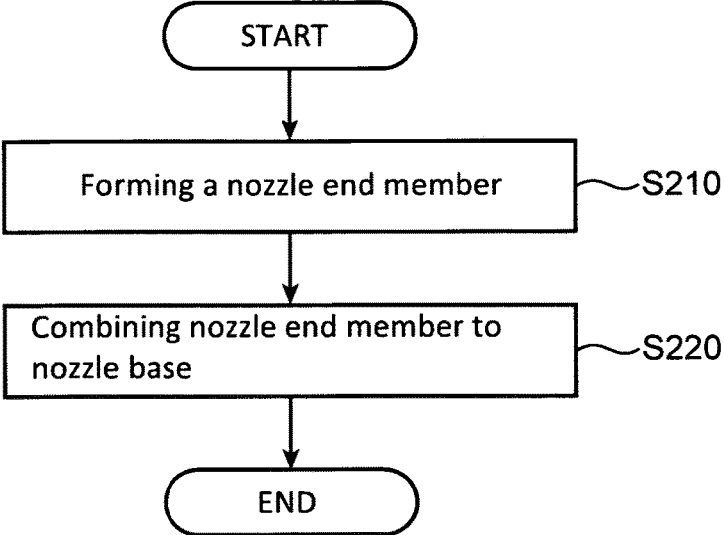 START
Forming a nozzle end member
S210
Combining nozzle end member to
nozzle base
S220
END